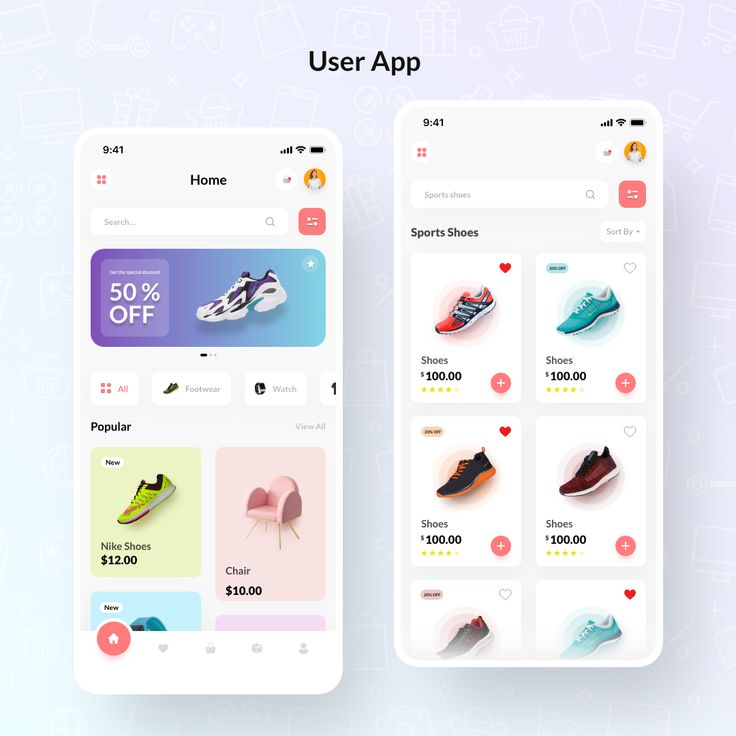 User App
9:41
Home
Search...
Get the special discount
50 %
OFF
All
Footwear
Watch
Popular
View All
New
Nike Shoes
$12.00
Chair
$10.00
New
9:41
Sports shoes
Sports Shoes
Sort By
Shoes
$100.00
20% OFF
Shoes
$100.00
20% OFF
Shoes
$100.00
Shoes
$100.00
20% OFF